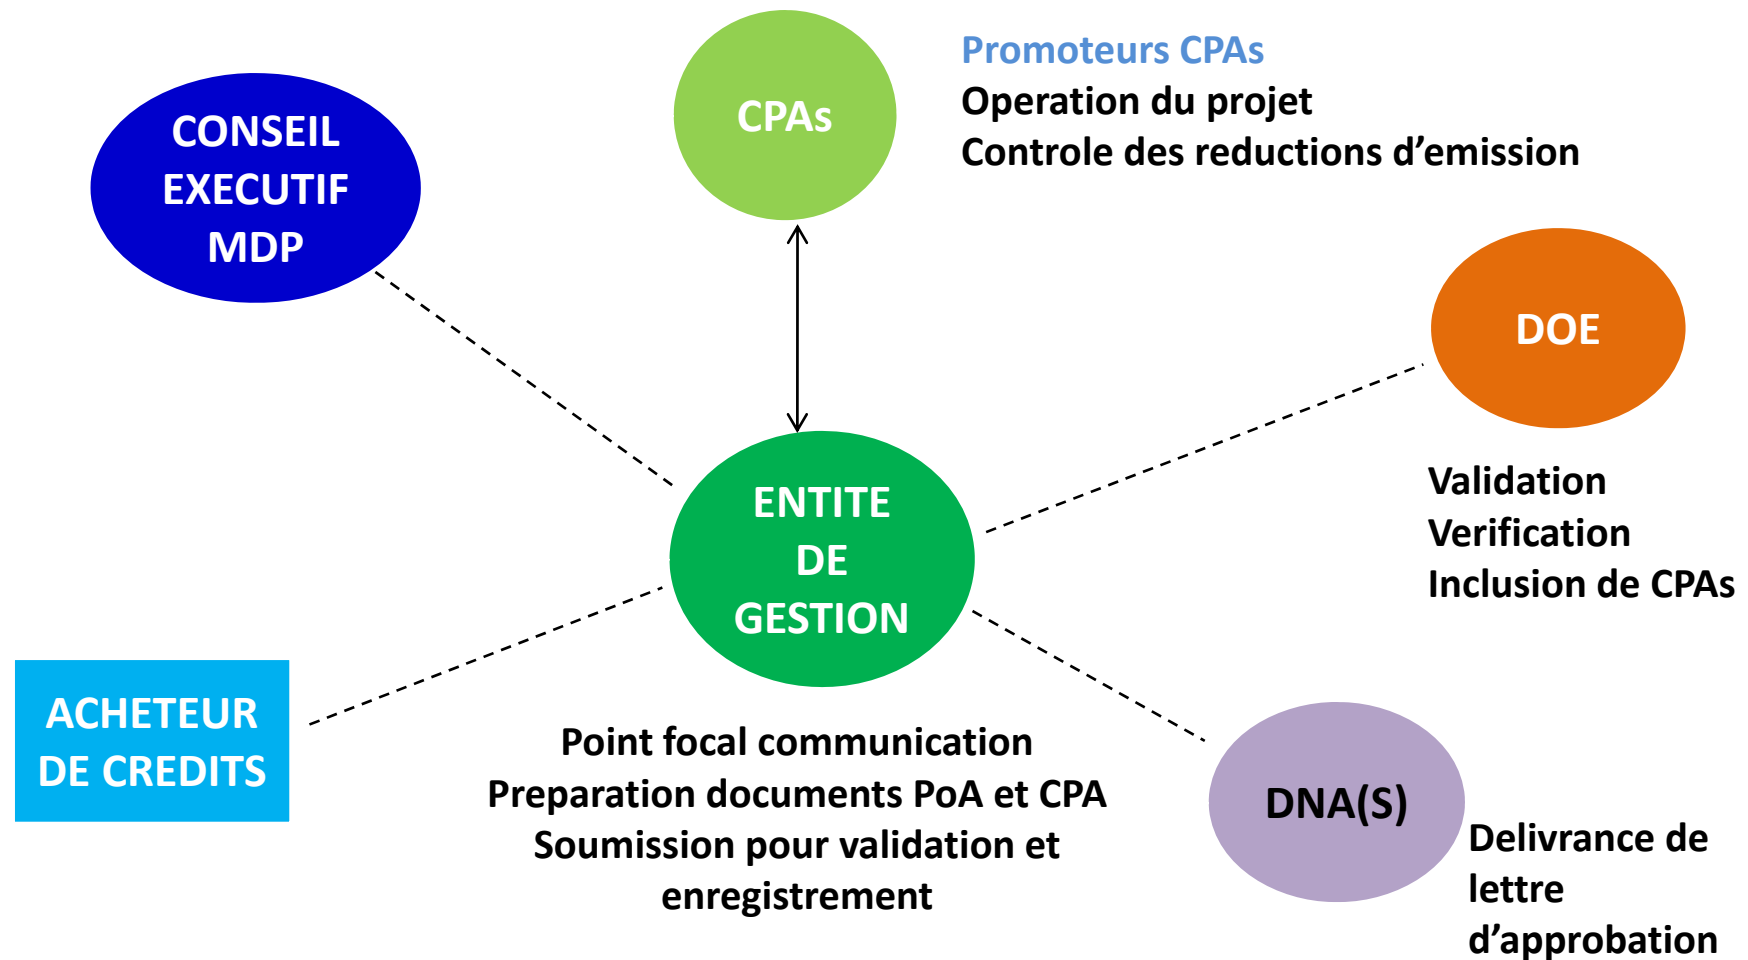 CONSEIL
EXECUTIF
MDP
CPAs
Promoteurs CPAs
Operation du projet
Controle des reductions d’emission
DOE
Validation
Verification
Inclusion de CPAs
ENTITE
DE
GESTION
ACHETEUR
DE CREDITS
Point focal communication
Preparation documents PoA et CPA
Soumission pour validation et
enregistrement
DNA(S)
Delivrance de
lettre
d’approbation